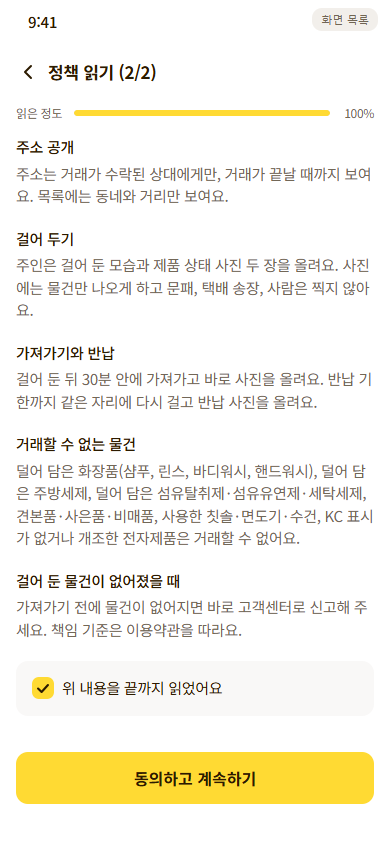 9:41
화면 목록
정책 읽기 (2/2)
읽은 정도
100%
주소 공개
주소는 거래가 수락된 상대에게만, 거래가 끝날 때까지 보여
요. 목록에는 동네와 거리만 보여요.
걸어 두기
주인은 걸어 둔 모습과 제품 상태 사진 두 장을 올려요. 사진
에는 물건만 나오게 하고 문패, 택배 송장, 사람은 찍지 않아
요.
가져가기와 반납
걸어 둔 뒤 30분 안에 가져가고 바로 사진을 올려요. 반납 기
한까지 같은 자리에 다시 걸고 반납 사진을 올려요.
거래할 수 없는 물건
덜어 담은 화장품(샴푸, 린스, 바디워시, 핸드워시), 덜어 담
은 주방세제, 덜어 담은 섬유탈취제·섬유유연제·세탁세제,
견본품·사은품·비매품, 사용한 칫솔·면도기·수건, KC 표시
가 없거나 개조한 전자제품은 거래할 수 없어요.
걸어 둔 물건이 없어졌을 때
가져가기 전에 물건이 없어지면 바로 고객센터로 신고해 주
세요. 책임 기준은 이용약관을 따라요.
위 내용을 끝까지 읽었어요
동의하고 계속하기